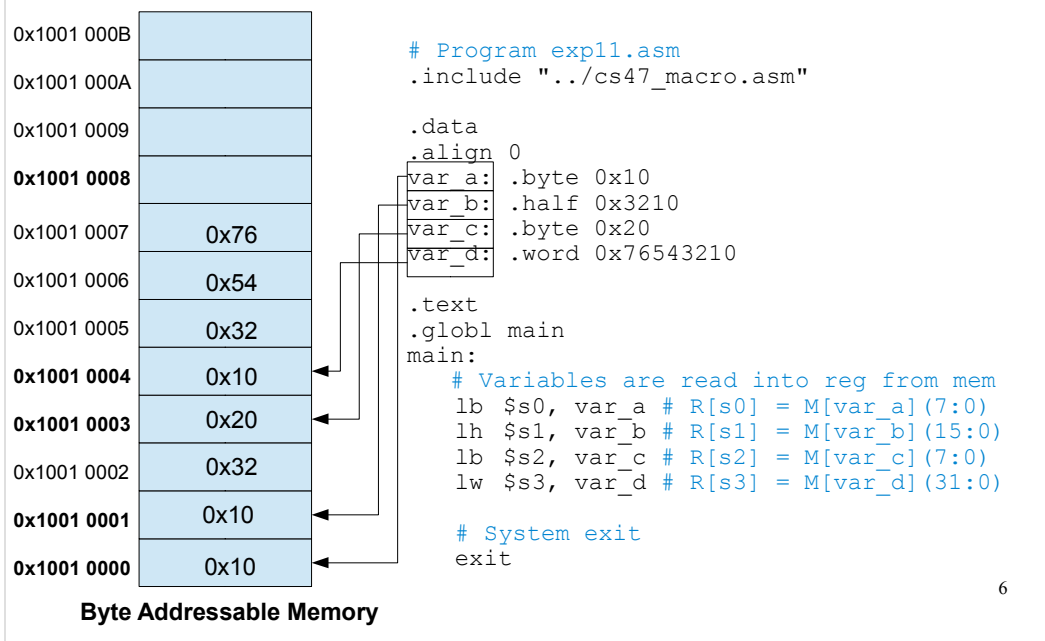 0x1001 000B
0x1001 000A
0x1001 0009
0x1001 0008
0x1001 0007 0x76
0x1001 0006 0x54
0x1001 0005 0x32
0x1001 0004 0x10
0x1001 0003 0x20
0x1001 0002 0x32
0x1001 0001 0x10
0x1001 0000 0x10
Byte Addressable Memory
# Program exp11.asm
.include "../cs47_macro.asm"
.data
.align 0
var_a: .byte 0x10
var_b: .half 0x3210
var_c: .byte 0x20
var_d: .word 0x76543210
.text
.globl main
main:
# Variables are read into reg from mem
lb $s0, var_a # R[s0] = M[var_a](7:0)
lh $s1, var_b # R[s1] = M[var_b](15:0)
lb $s2, var_c # R[s2] = M[var_c](7:0)
lw $s3, var_d # R[s3] = M[var_d](31:0)
# System exit
exit
6